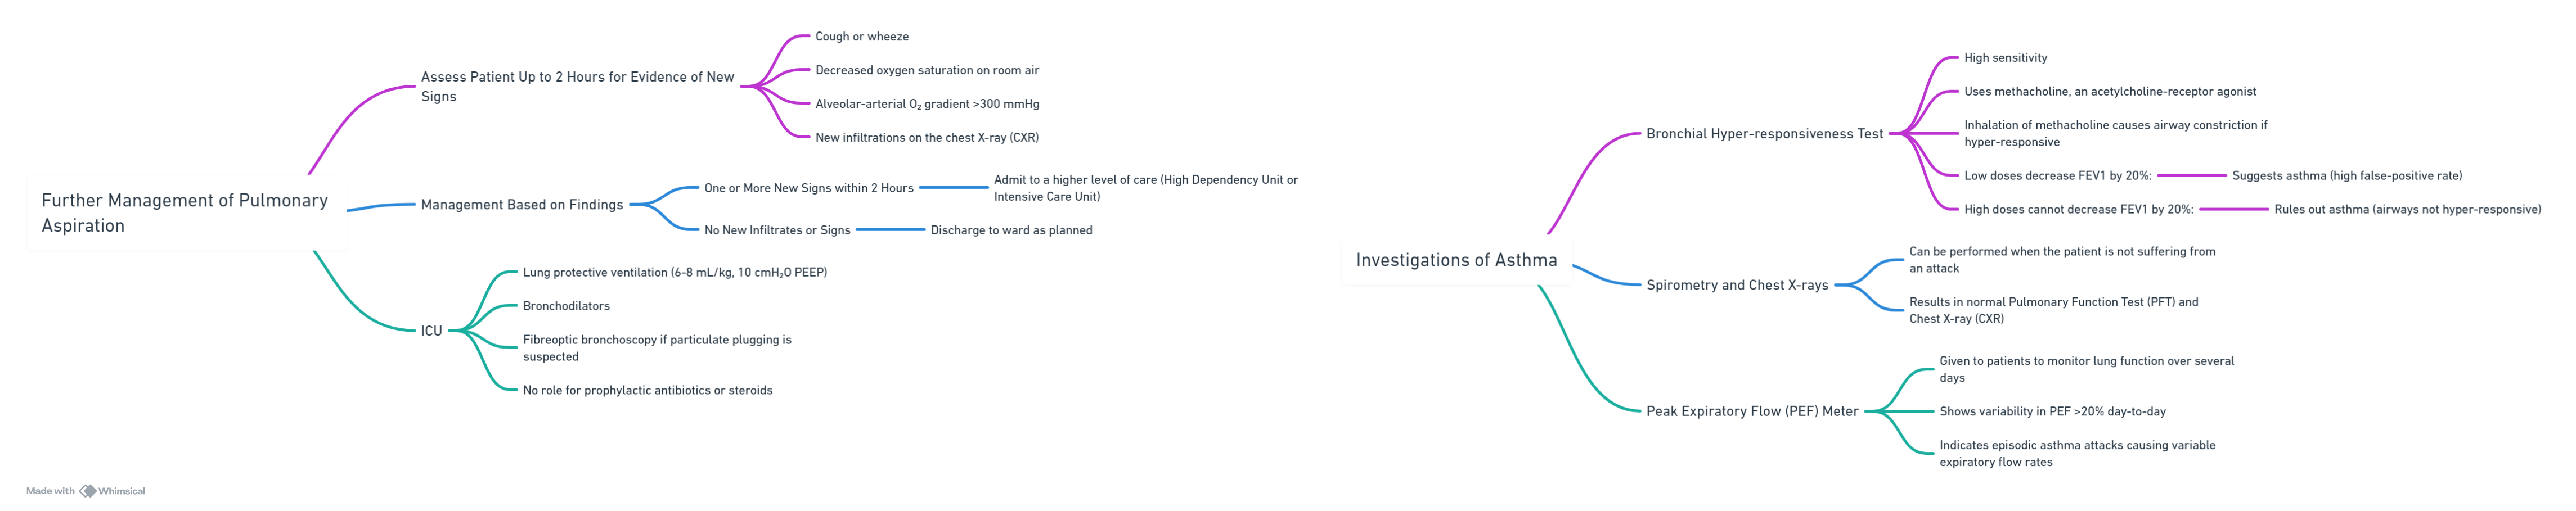 Further Management of Pulmonary
Aspiration
Assess Patient Up to 2 Hours for Evidence of New
Signs
Cough or wheeze
Decreased oxygen saturation on room air
Alveolar-arterial O₂ gradient >300 mmHg
New infiltrations on the chest X-ray (CXR)
Management Based on Findings
One or More New Signs within 2 Hours
Admit to a higher level of care (High Dependency Unit or
Intensive Care Unit)
No New Infiltrates or Signs
Discharge to ward as planned
ICU
Lung protective ventilation (6-8 mL/kg, 10 cmH₂O PEEP)
Bronchodilators
Fibreoptic bronchoscopy if particulate plugging is
suspected
No role for prophylactic antibiotics or steroids
Investigations of Asthma
Bronchial Hyper-responsiveness Test
High sensitivity
Uses methacholine, an acetylcholine-receptor agonist
Inhalation of methacholine causes airway constriction if
hyper-responsive
Low doses decrease FEV1 by 20%:
Suggests asthma (high false-positive rate)
High doses cannot decrease FEV1 by 20%:
Rules out asthma (airways not hyper-responsive)
Spirometry and Chest X-rays
Can be performed when the patient is not suffering from
an attack
Results in normal Pulmonary Function Test (PFT) and
Chest X-ray (CXR)
Peak Expiratory Flow (PEF) Meter
Given to patients to monitor lung function over several
days
Shows variability in PEF >20% day-to-day
Indicates episodic asthma attacks causing variable
expiratory flow rates
Made with Whimsical